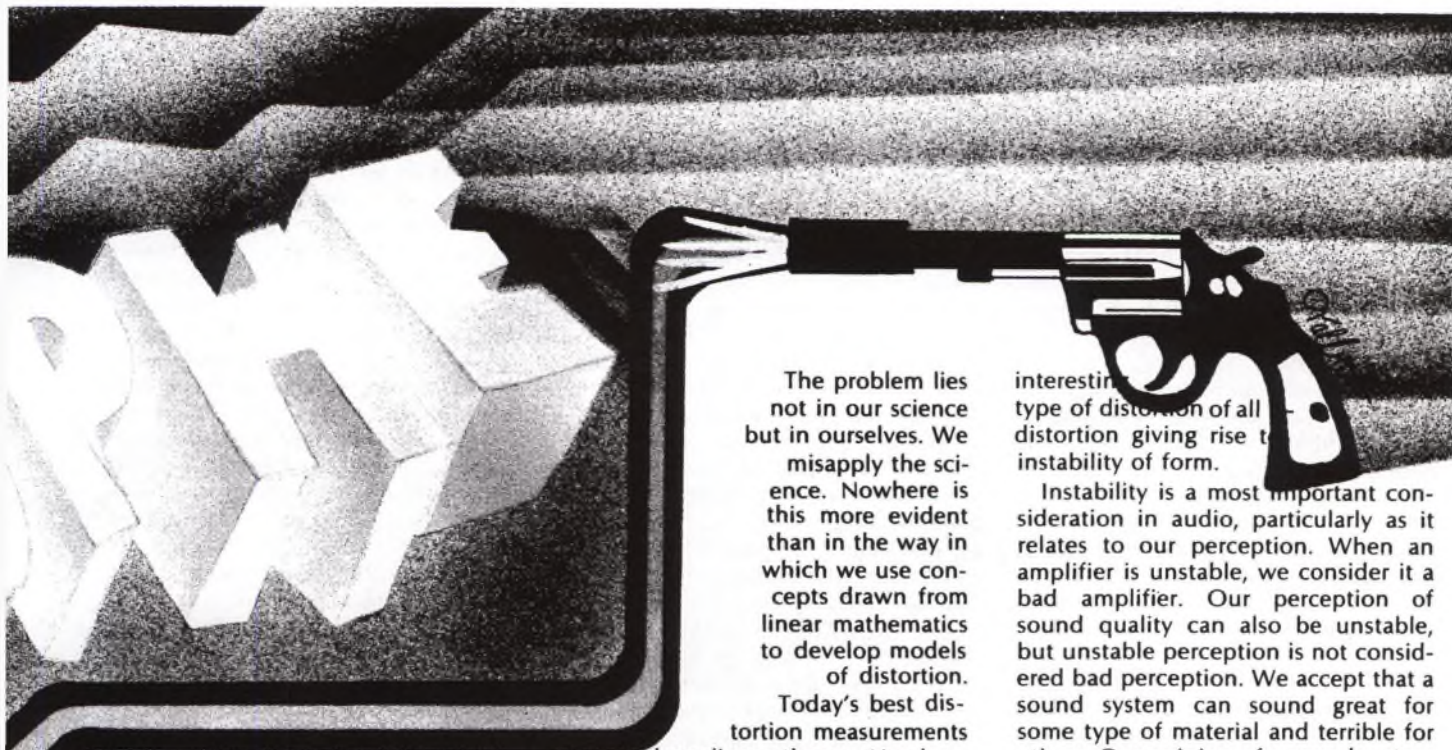 PHE
The problem lies
not in our science
but in ourselves. We
misapply the sci-
ence. Nowhere is
this more evident
than in the way in
which we use con-
cepts drawn from
linear mathematics
to develop models
of distortion.
Today's best dis-
tortion measurements
interesting
type of distortion of all –
distortion giving rise to
instability of form.
Instability is a most important con-
sideration in audio, particularly as it
relates to our perception. When an
amplifier is unstable, we consider it a
bad amplifier. Our perception of
sound quality can also be unstable,
but unstable perception is not consid-
ered bad perception. We accept that a
sound system can sound great for
some type of material and terrible for